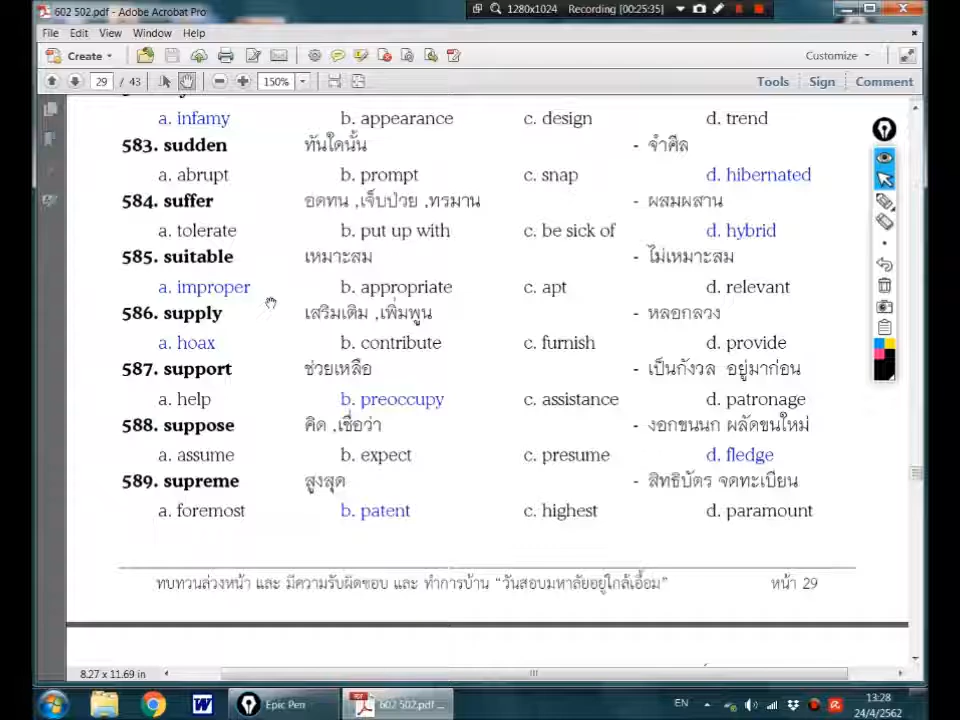 602 502.pdf - Adobe Acrobat Pro
1280x1024 Recording [00:25:35]
File Edit View Window Help
Create Customize
29 / 43 150% Tools Sign Comment
a. infamy b. appearance c. design d. trend
583. sudden ทันใดนั้น - จำศีล
a. abrupt b. prompt c. snap d. hibernated
584. suffer อดทน ,เจ็บป่วย ,ทรมาน - ผสมผสาน
a. tolerate b. put up with c. be sick of d. hybrid
585. suitable เหมาะสม - ไม่เหมาะสม
a. improper b. appropriate c. apt d. relevant
586. supply เสริมเติม ,เพิ่มพูน - หลอกลวง
a. hoax b. contribute c. furnish d. provide
587. support ช่วยเหลือ - เป็นกังวล อยู่มาก่อน
a. help b. preoccupy c. assistance d. patronage
588. suppose คิด ,เชื่อว่า - งอกขนนก ผลัดขนใหม่
a. assume b. expect c. presume d. fledge
589. supreme สูงสุด - สิทธิบัตร จดทะเบียน
a. foremost b. patent c. highest d. paramount
ทบทวนล่วงหน้า และ มีความรับผิดชอบ และ ทำการบ้าน "วันสอบมหาลัยอยู่ใกล้เอื้อม" หน้า 29
8.27 x 11.69 in
Epic Pen 602 502.pdf - ... EN 13:28
24/4/2562